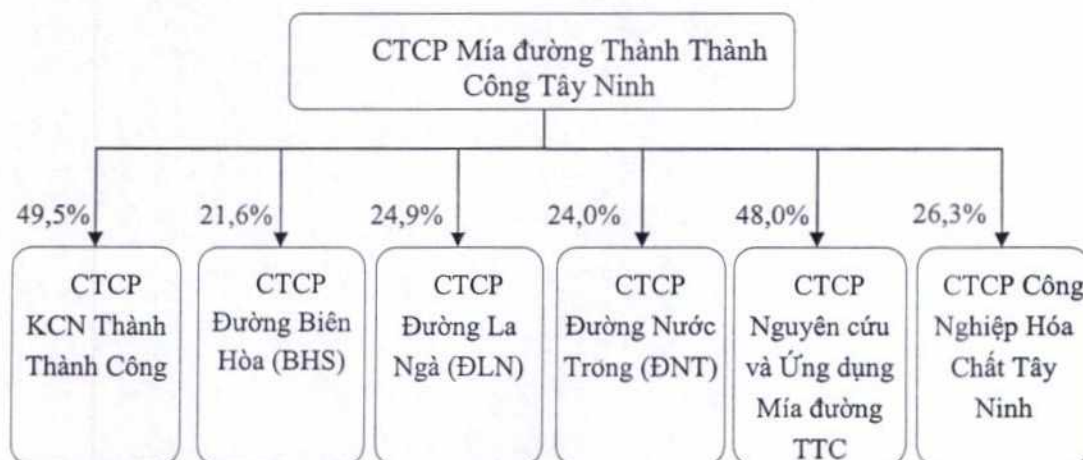 CTCP Mía đường Thành Thành
Công Tây Ninh
49,5%
21,6%
24,9%
24,0%
48,0%
26,3%
CTCP
KCN Thành
Thành Công
CTCP
Đường Biên
Hòa (BHS)
CTCP
Đường La
Ngà (ĐLN)
CTCP
Đường Nước
Trong (ĐNT)
CTCP
Nguyên cứu
và Ứng dụng
Mía đường
TTC
CTCP Công
Nghiệp Hóa
Chất Tây
Ninh